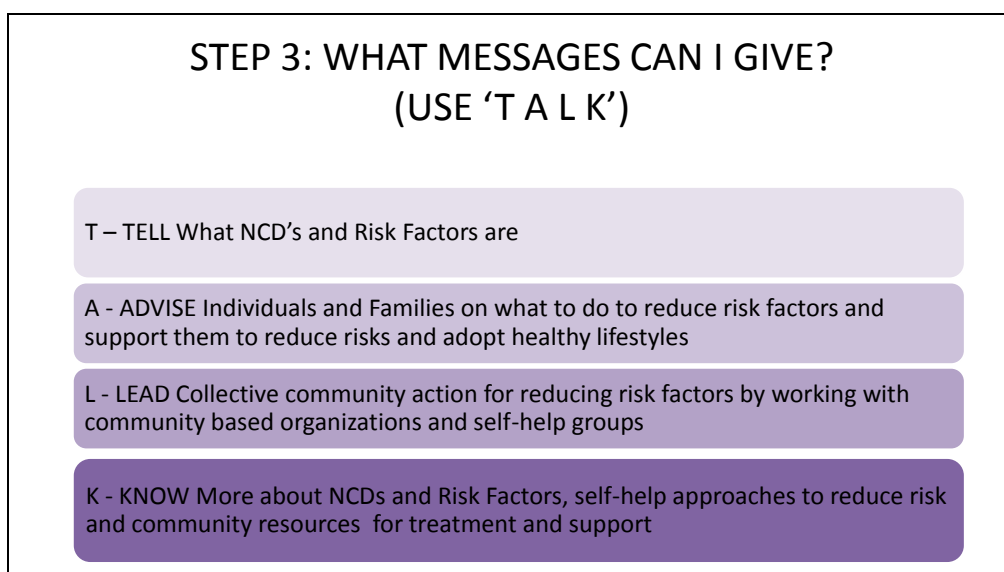 STEP 3: WHAT MESSAGES CAN I GIVE?
(USE ‘T A L K’)
T – TELL What NCD’s and Risk Factors are
A - ADVISE Individuals and Families on what to do to reduce risk factors and
support them to reduce risks and adopt healthy lifestyles
L - LEAD Collective community action for reducing risk factors by working with
community based organizations and self-help groups
K - KNOW More about NCDs and Risk Factors, self-help approaches to reduce risk
and community resources  for treatment and support